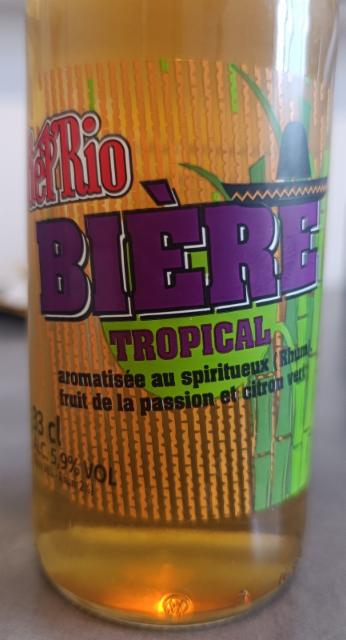 Rio
BIÈRE
TROPICAL
aromatisée au spiritueux (Rhum,
fruit de la passion et citron vert
33 cl
ALC. 5,9% VOL